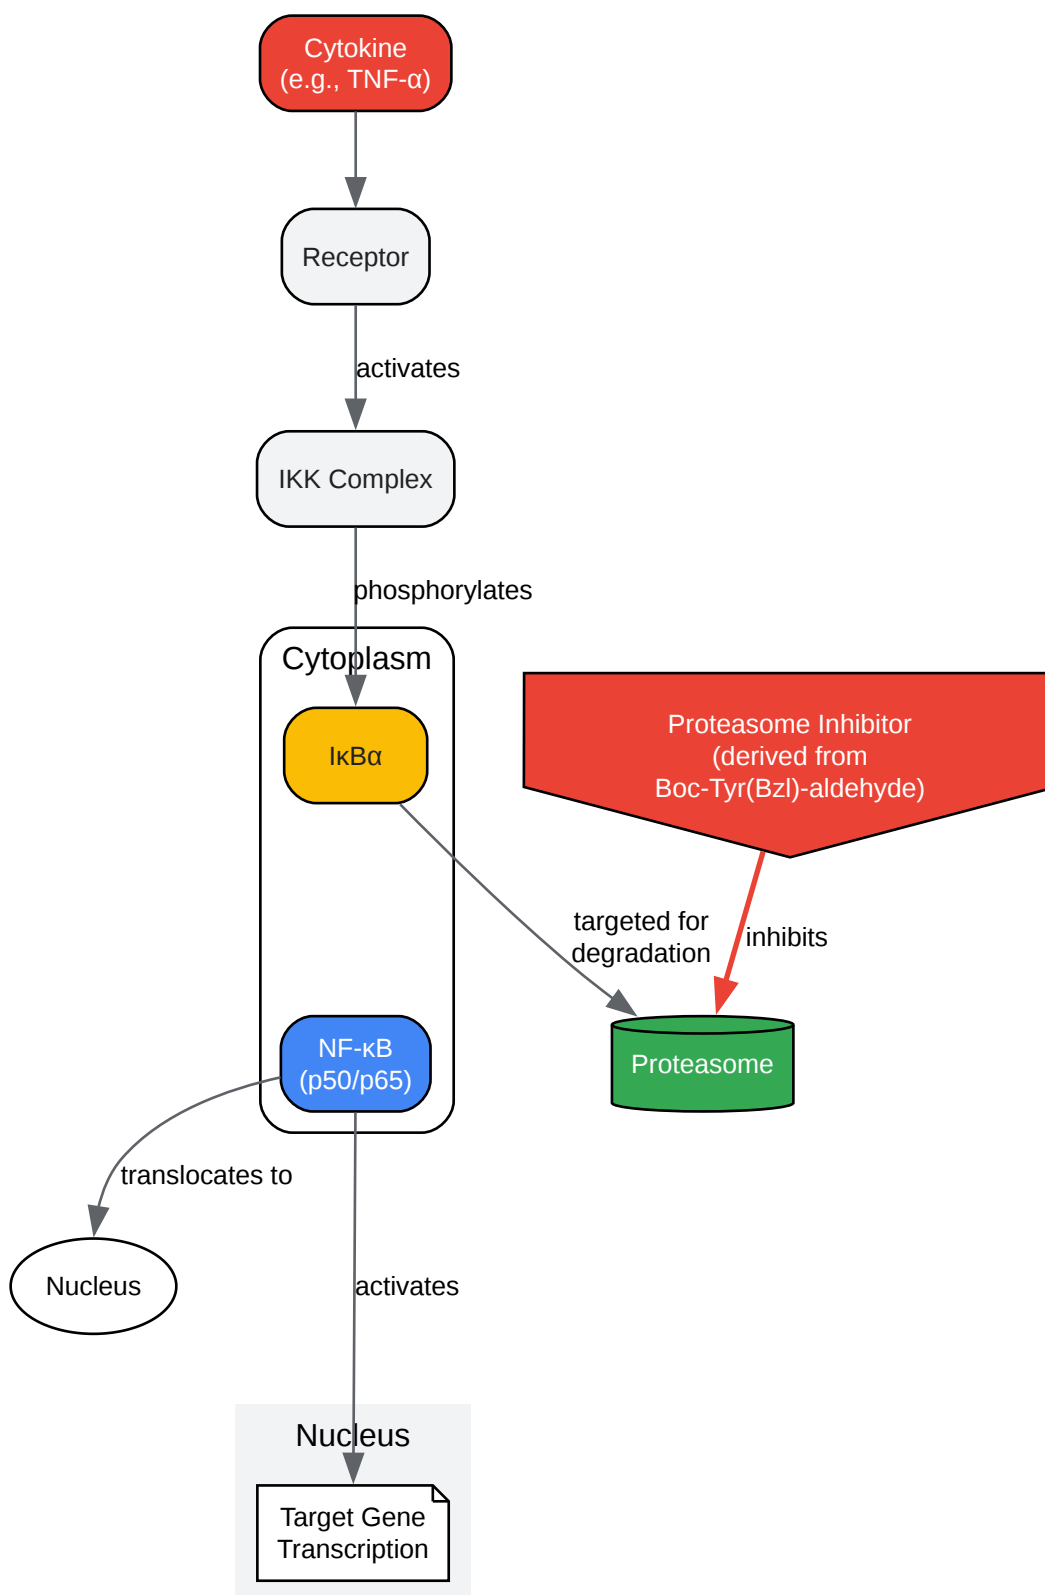 Cytokine
(e.g., TNF-α)
Receptor
activates
IKK Complex
phosphorylates
Cytoplasm
IκBα
Proteasome Inhibitor
(derived from
Boc-Tyr(Bzl)-aldehyde)
targeted for
degradation
inhibits
NF-κB
(p50/p65)
Proteasome
translocates to
Nucleus
activates
Nucleus
Target Gene
Transcription